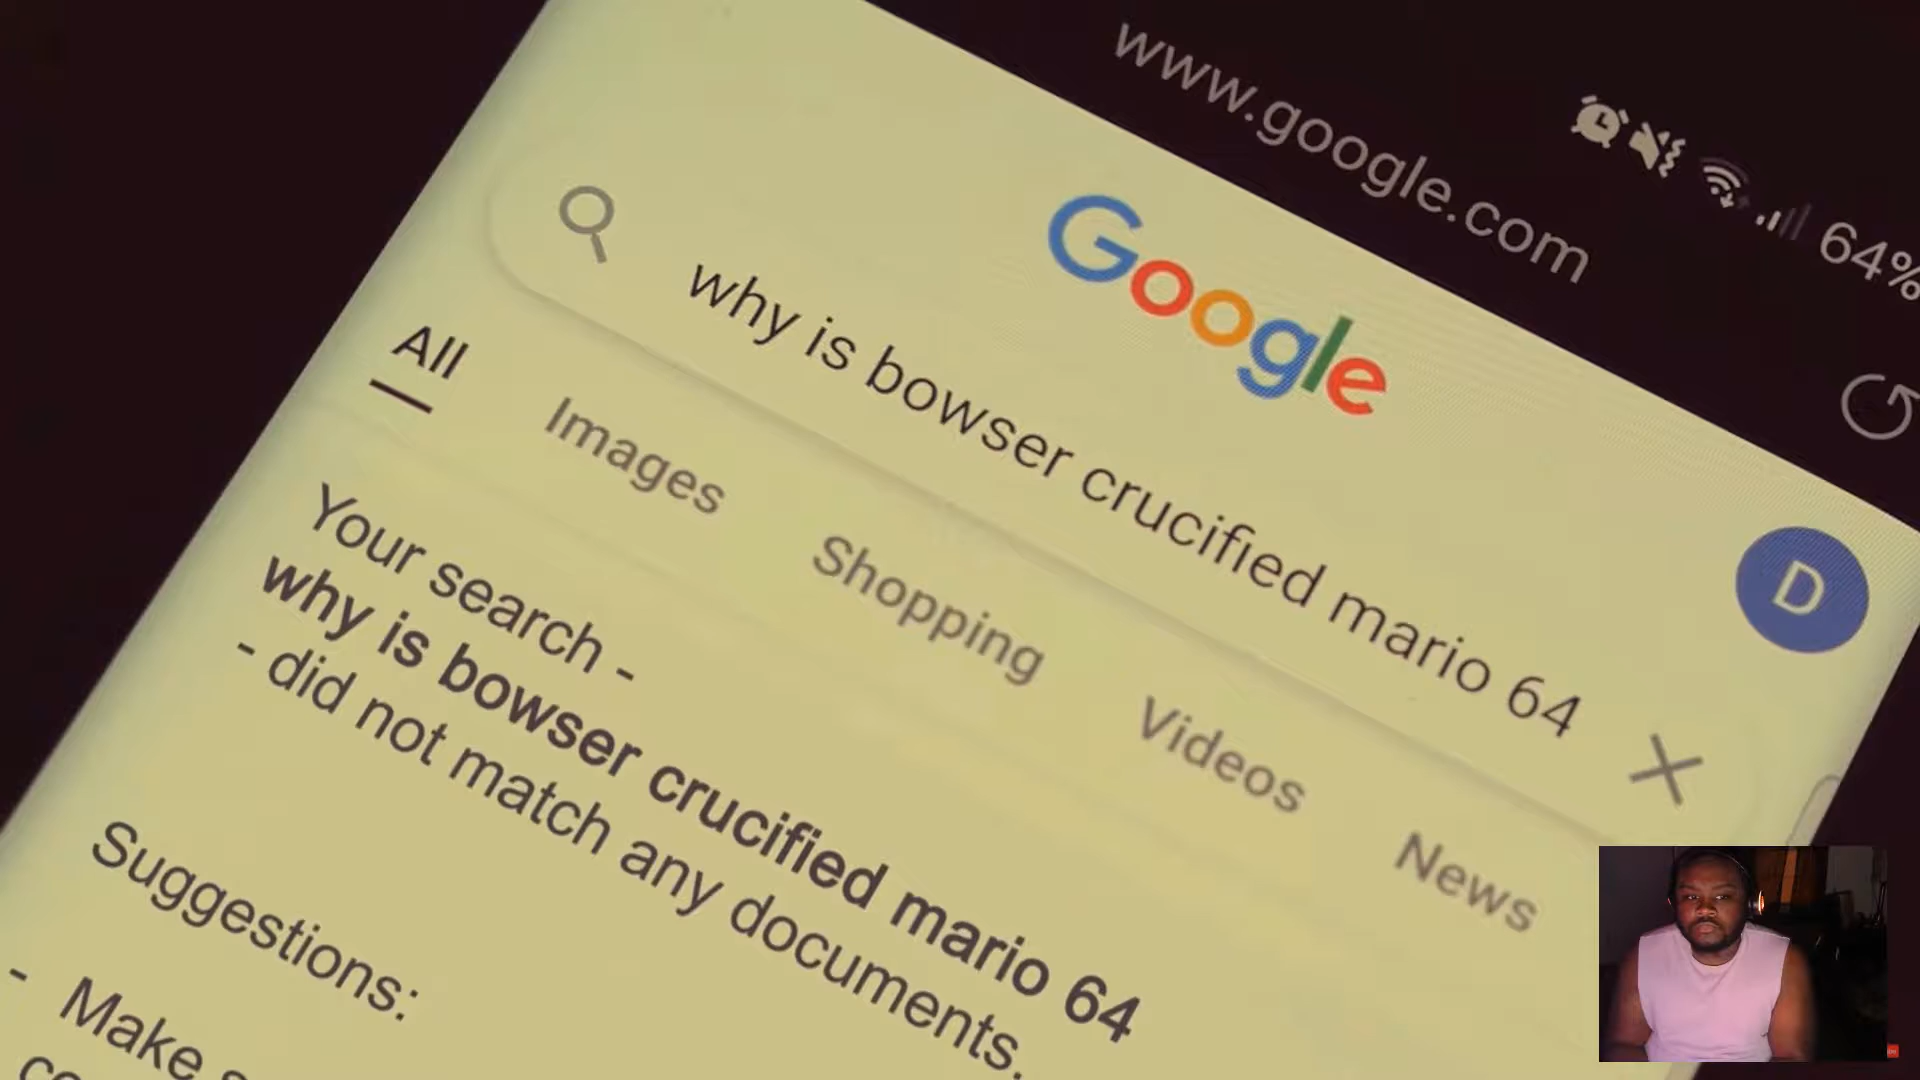 www.google.com
64%
Google
why is bowser crucified mario 64
D
All
Images
Shopping
Videos
News
Your search -
why is bowser crucified mario 64
- did not match any documents.
Suggestions:
- Make